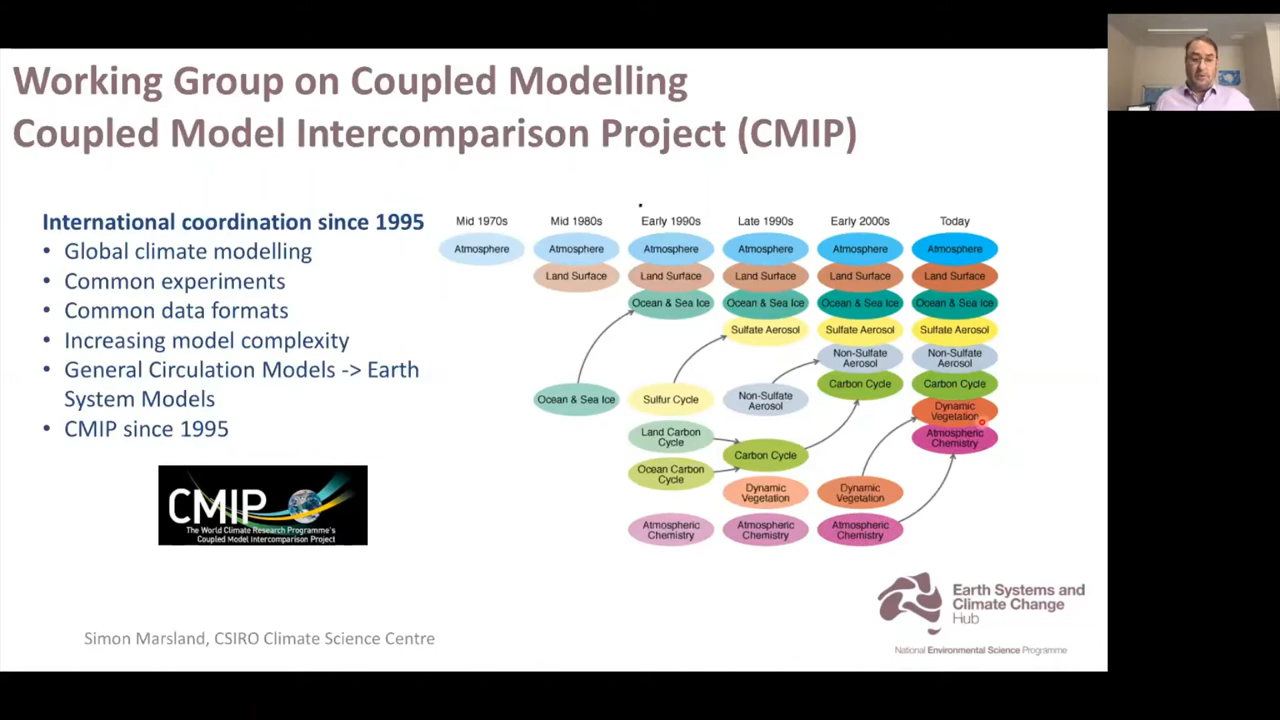 Working Group on Coupled Modelling
Coupled Model Intercomparison Project (CMIP)
International coordination since 1995
• Global climate modelling
• Common experiments
• Common data formats
• Increasing model complexity
• General Circulation Models -> Earth
System Models
• CMIP since 1995
CMIP
The World Climate Research Programme's
Coupled Model Intercomparison Project
Mid 1970s Mid 1980s Early 1990s Late 1990s Early 2000s Today
Atmosphere Atmosphere Atmosphere Atmosphere Atmosphere Atmosphere
Land Surface Land Surface Land Surface Land Surface Land Surface
Ocean & Sea Ice Ocean & Sea Ice Ocean & Sea Ice Ocean & Sea Ice
Sulfate Aerosol Sulfate Aerosol Sulfate Aerosol
Non-Sulfate Non-Sulfate
Aerosol Aerosol
Carbon Cycle Carbon Cycle
Ocean & Sea Ice Sulfur Cycle Non-Sulfate
Aerosol
Dynamic
Vegetation
Land Carbon
Cycle
Atmospheric
Chemistry
Carbon Cycle
Ocean Carbon
Cycle
Dynamic Dynamic
Vegetation Vegetation
Atmospheric Atmospheric Atmospheric
Chemistry Chemistry Chemistry
Earth Systems and
Climate Change
Hub
National Environmental Science Programme
Simon Marsland, CSIRO Climate Science Centre